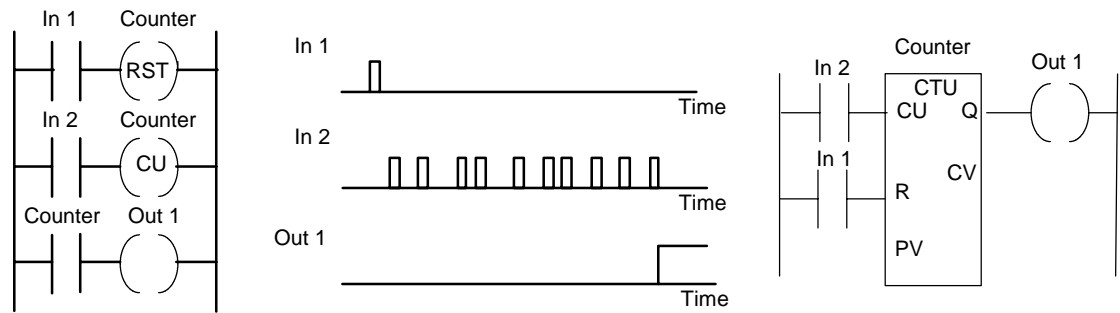 In 1 Counter
RST
In 2 Counter
CU
Counter Out 1
In 1
Time
In 2
Time
Out 1
Time
Counter
In 2
Out 1
CTU
CU Q
In 1
CV
R
PV